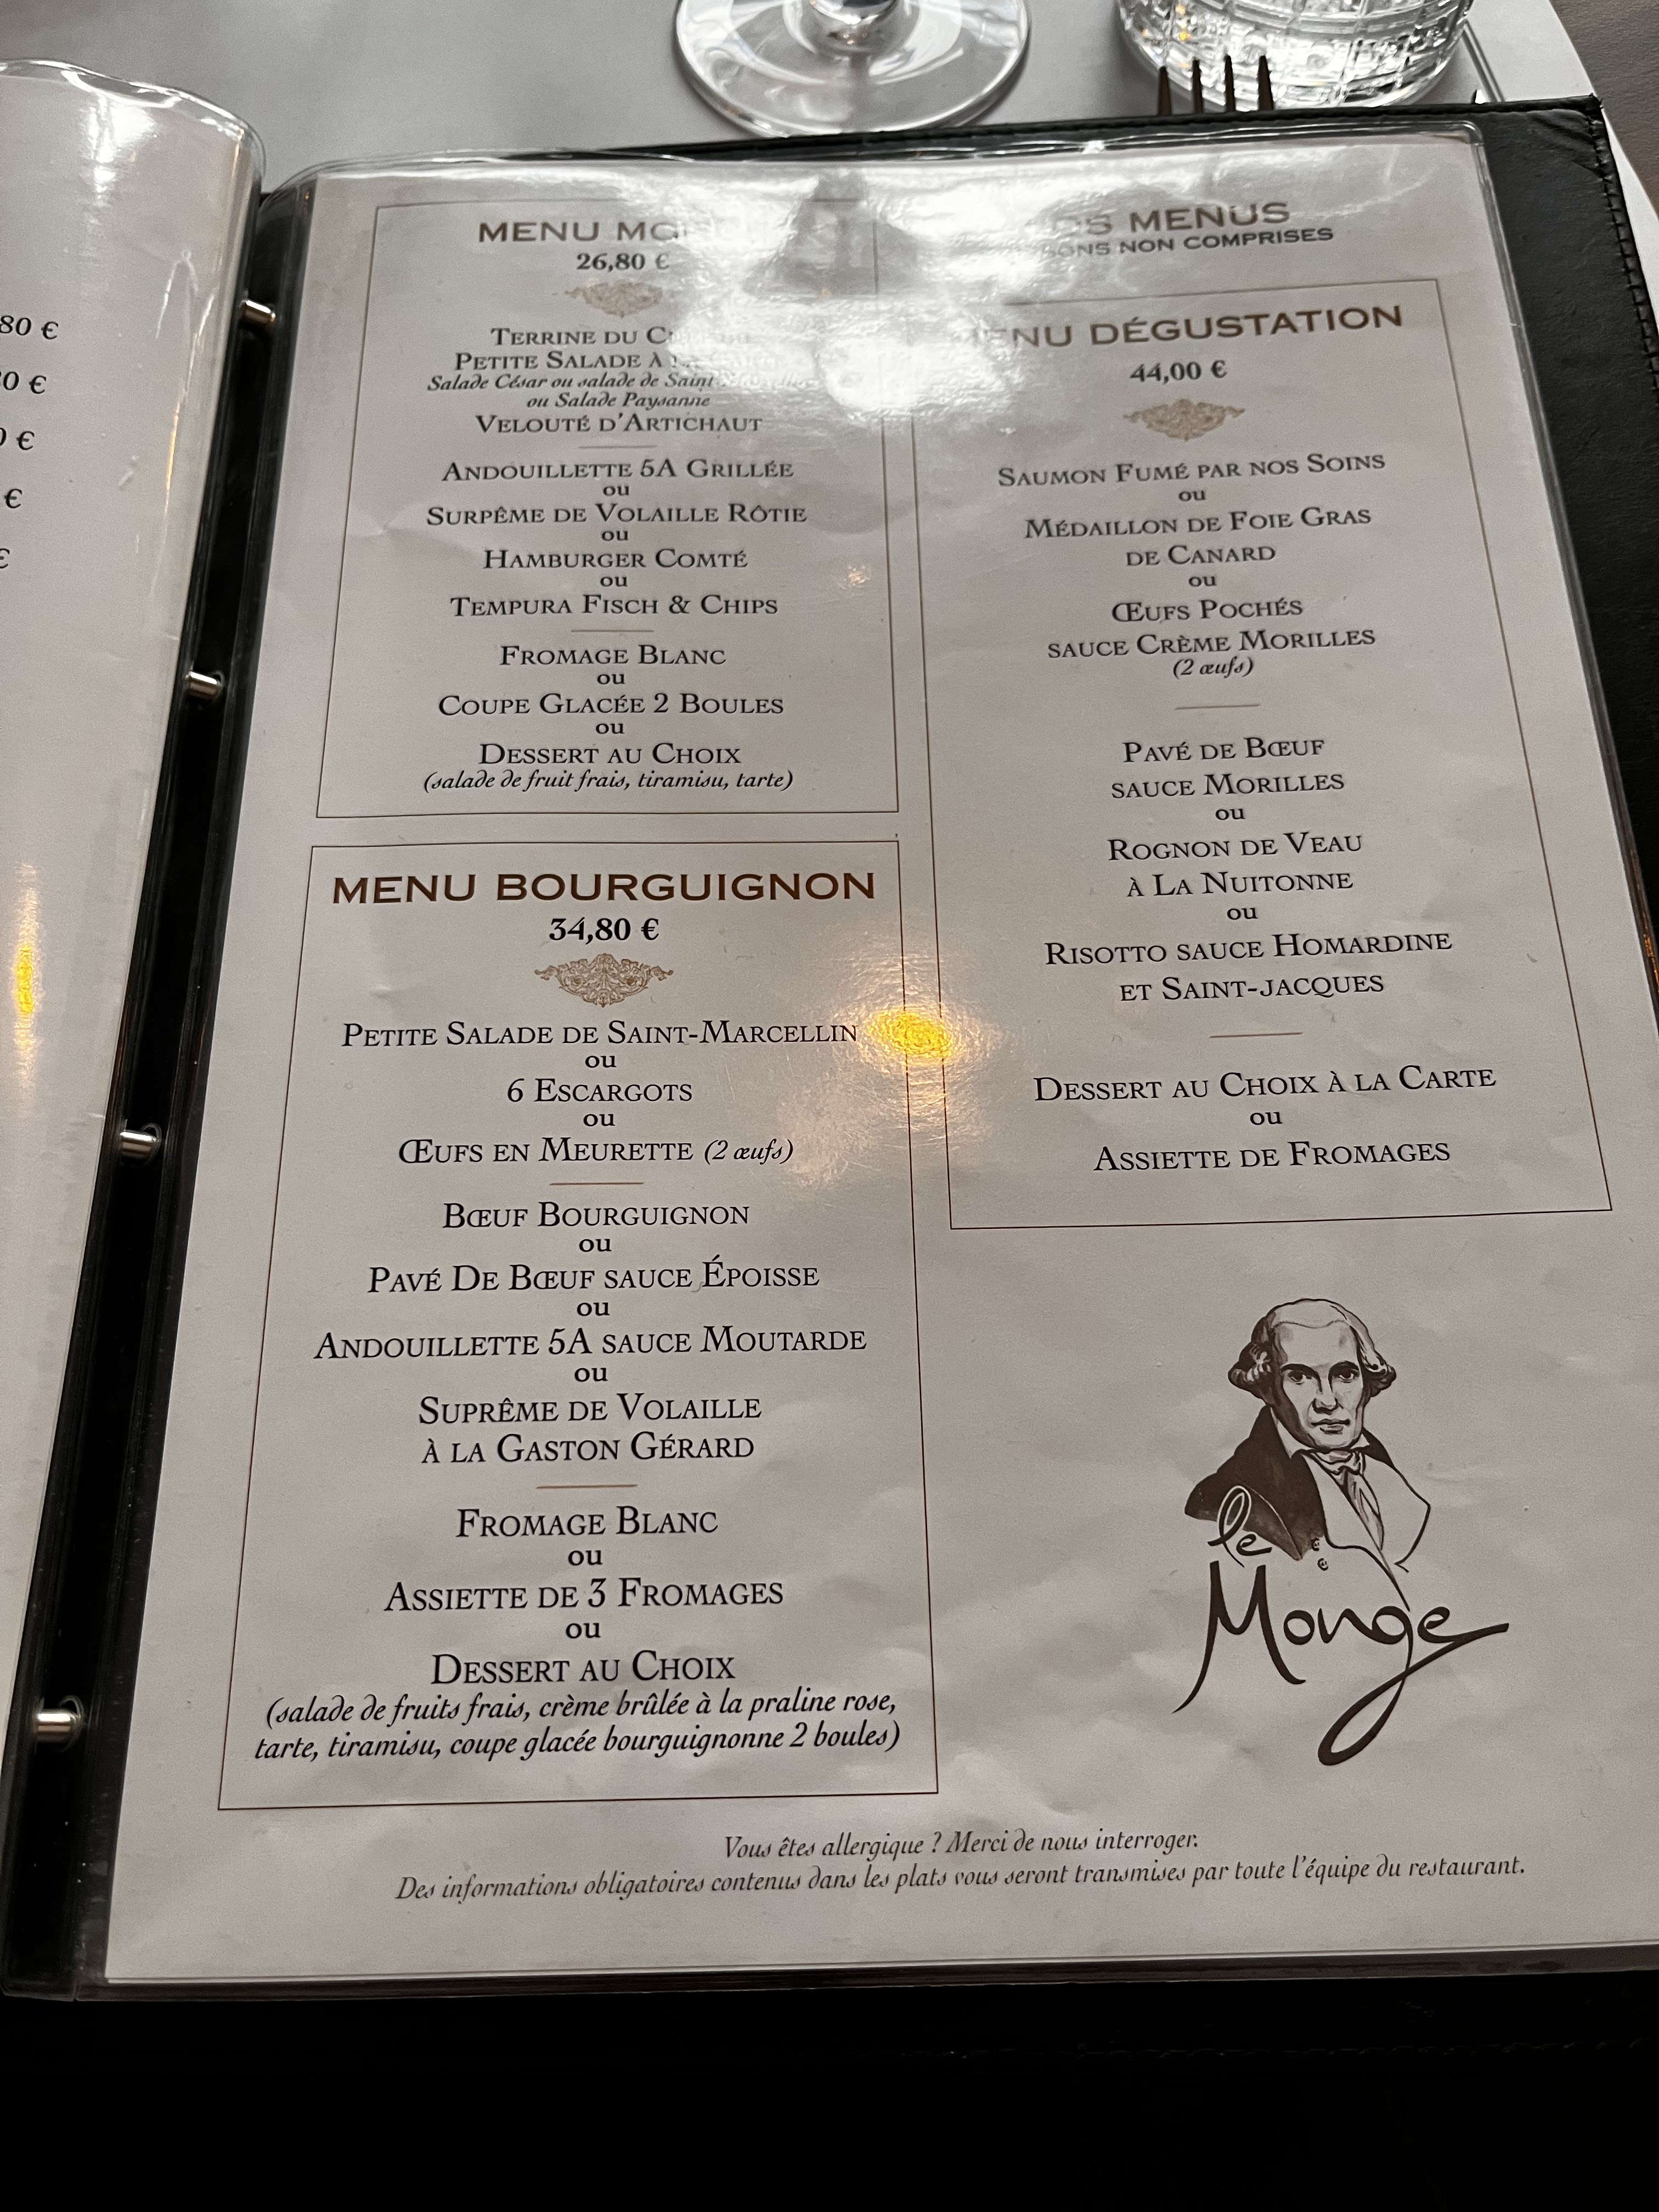 80 €
0 €
€
€
€
MENU
26,80 €
TERRINE DU
PETITE SALADE À
Salade César ou salade de Saint
ou Salade Paysanne
VELOUTÉ D'ARTICHAUT
ANDOUILLETTE 5A GRILLÉE
ou
SURPÊME DE VOLAILLE RÔTIE
ou
HAMBURGER COMTÉ
ou
TEMPURA FISCH & CHIPS
FROMAGE BLANC
ou
COUPE GLACÉE 2 BOULES
ou
DESSERT AU CHOIX
(salade de fruit frais, tiramisu, tarte)
MENU BOURGUIGNON
34,80 €
PETITE SALADE DE SAINT-MARCELLIN
ou
6 ESCARGOTS
ou
ŒUFS EN MEURETTE (2 œufs)
BŒUF BOURGUIGNON
ou
PAVÉ DE BŒUF SAUCE ÉPOISSE
ou
ANDOUILLETTE 5A SAUCE MOUTARDE
ou
SUPRÊME DE VOLAILLE
À LA GASTON GÉRARD
FROMAGE BLANC
ou
ASSIETTE DE 3 FROMAGES
ou
DESSERT AU CHOIX
(salade de fruits frais, crème brûlée à la praline rose,
tarte, tiramisu, coupe glacée bourguignonne 2 boules)
MENUS
NON COMPRISES
MENU DÉGUSTATION
44,00 €
SAUMON FUMÉ PAR NOS SOINS
ou
MÉDAILLON DE FOIE GRAS
DE CANARD
ou
ŒUFS POCHÉS
SAUCE CRÈME MORILLES
(2 œufs)
PAVÉ DE BŒUF
SAUCE MORILLES
ou
ROGNON DE VEAU
À LA NUITONNE
ou
RISOTTO SAUCE HOMARDINE
ET SAINT-JACQUES
DESSERT AU CHOIX À LA CARTE
ou
ASSIETTE DE FROMAGES
le
Monge
Vous êtes allergique ? Merci de nous interroger.
Des informations obligatoires contenus dans les plats vous seront transmises par toute l'équipe du restaurant.